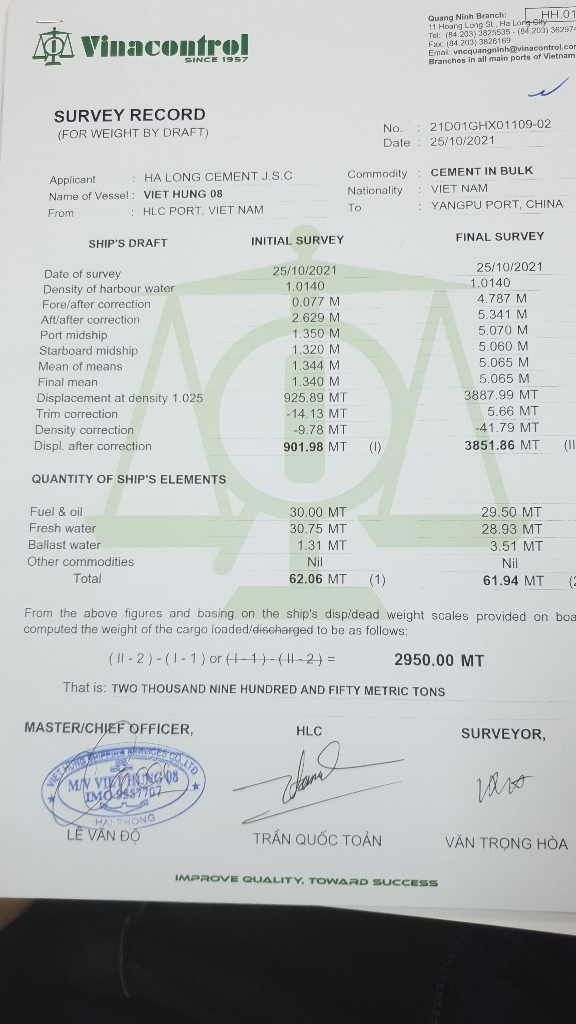 Vinacontrol
SINCE 1957
HH.01
Quang Ninh Branch:
11 Hoang Long St., Ha Long City
Tel: (84.203) 3825535 - (84.203) 36297
Fax: (84.203) 3826169
Email: vncquangninh@vinacontrol.co
Branches in all main ports of Vietnam
SURVEY RECORD
(FOR WEIGHT BY DRAFT)
No. : 21D01GHX01109-02
Date : 25/10/2021
Applicant : HA LONG CEMENT J.S.C Commodity : CEMENT IN BULK
Name of Vessel : VIET HUNG 08 Nationality : VIET NAM
From : HLC PORT, VIET NAM To : YANGPU PORT, CHINA
SHIP'S DRAFT INITIAL SURVEY FINAL SURVEY
Date of survey 25/10/2021 25/10/2021
Density of harbour water 1.0140 1.0140
Fore/after correction 0.077 M 4.787 M
Aft/after correction 2.629 M 5.341 M
Port midship 1.350 M 5.070 M
Starboard midship 1.320 M 5.060 M
Mean of means 1.344 M 5.065 M
Final mean 1.340 M 5.065 M
Displacement at density 1.025 925.89 MT 3887.99 MT
Trim correction -14.13 MT 5.66 MT
Density correction -9.78 MT -41.79 MT
Displ. after correction 901.98 MT (I) 3851.86 MT (II
QUANTITY OF SHIP'S ELEMENTS
Fuel & oil 30.00 MT 29.50 MT
Fresh water 30.75 MT 28.93 MT
Ballast water 1.31 MT 3.51 MT
Other commodities Nil Nil
Total 62.06 MT (1) 61.94 MT (2
From the above figures and basing on the ship's disp/dead weight scales provided on boa
computed the weight of the cargo loaded/discharged to be as follows:
( II - 2 ) - ( I - 1 ) or ( I - 1 ) - ( II - 2 ) = 2950.00 MT
That is: TWO THOUSAND NINE HUNDRED AND FIFTY METRIC TONS
MASTER/CHIEF OFFICER, HLC SURVEYOR,
VIET HUNG SHIPPING SERVICES CO.,LTD
M/V VIET HUNG 08
IMO 9557707
HAI PHONG
LÊ VĂN ĐỘ TRẦN QUỐC TOẢN VĂN TRỌNG HÒA
IMPROVE QUALITY, TOWARD SUCCESS